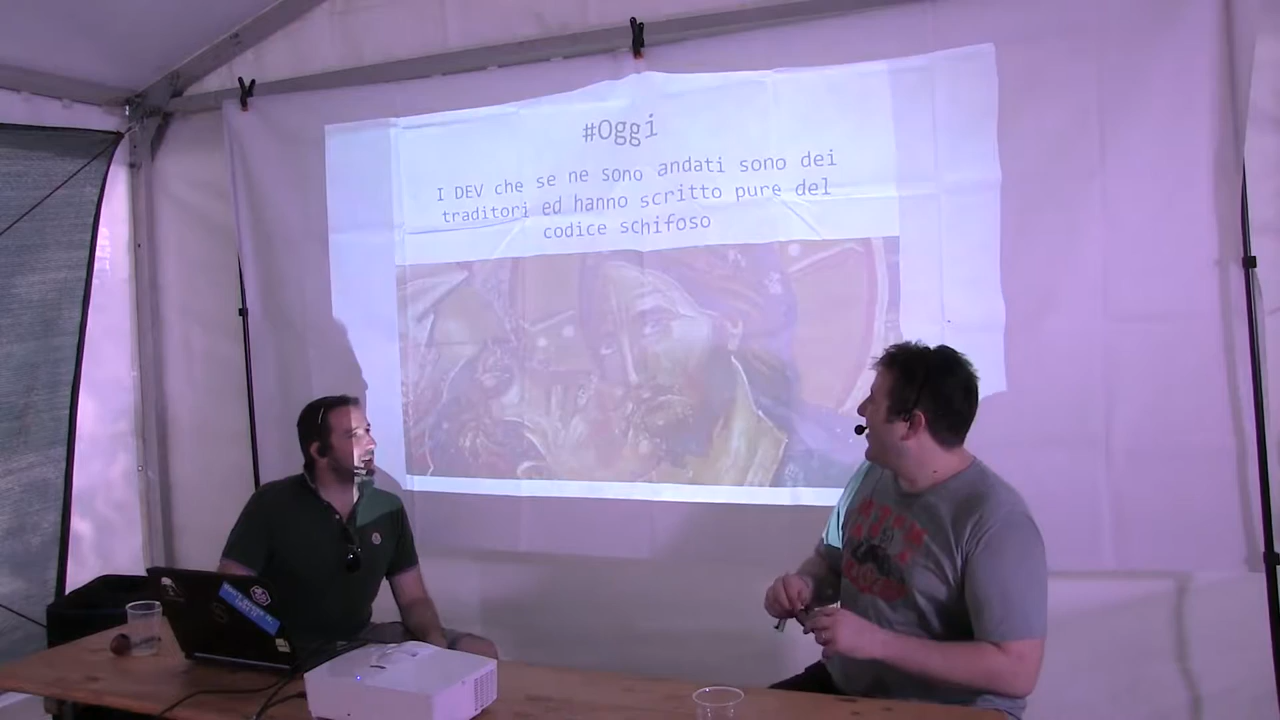 #Oggi
I DEV che se ne sono andati sono dei
traditori ed hanno scritto pure del
codice schifoso